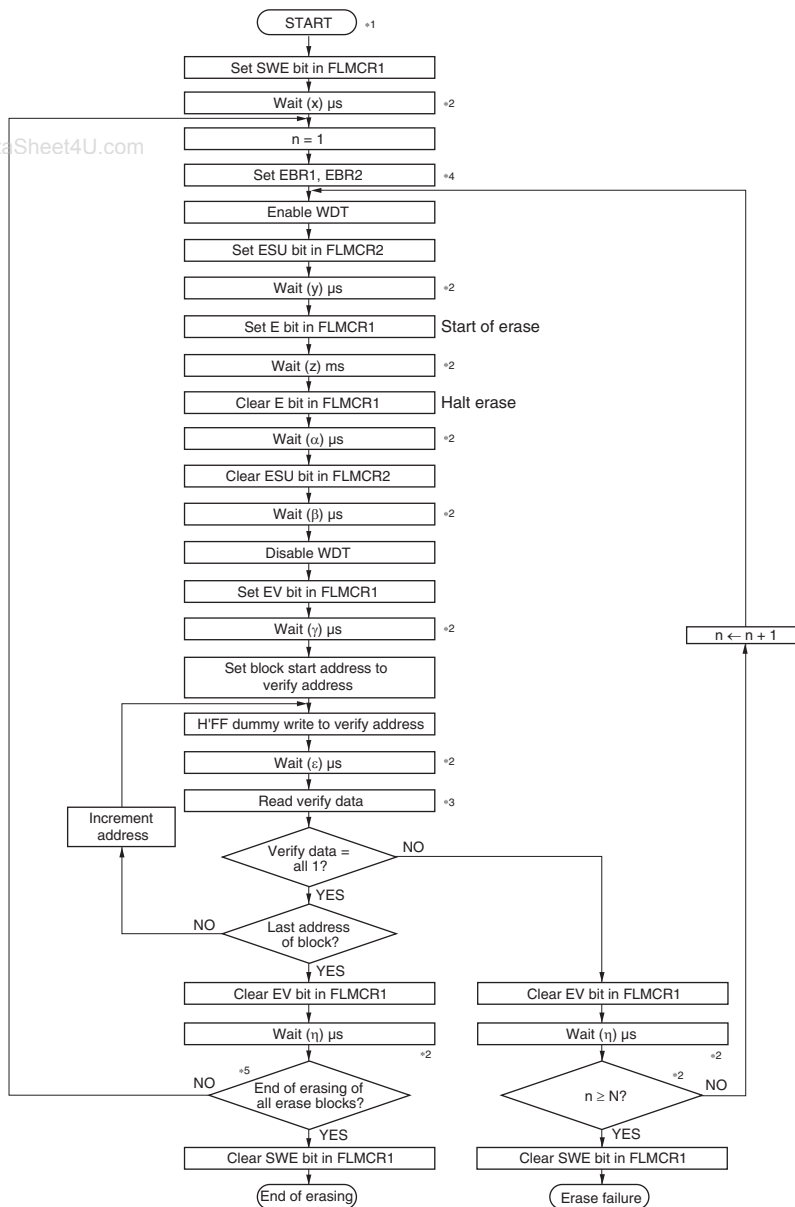 START *1
Set SWE bit in FLMCR1
Wait (x) µs *2
aSheet4U.com
n = 1
Set EBR1, EBR2 *4
Enable WDT
Set ESU bit in FLMCR2
Wait (y) µs *2
Set E bit in FLMCR1 Start of erase
Wait (z) ms *2
Clear E bit in FLMCR1 Halt erase
Wait (α) µs *2
Clear ESU bit in FLMCR2
Wait (β) µs *2
Disable WDT
Set EV bit in FLMCR1
Wait (γ) µs *2
n ← n + 1
Set block start address to
verify address
H'FF dummy write to verify address
Wait (ε) µs *2
Read verify data *3
Increment
address
Verify data =
all 1?
NO
YES
NO
Last address
of block?
YES
Clear EV bit in FLMCR1
Wait (η) µs
*2
NO
*5
End of erasing of
all erase blocks?
YES
Clear SWE bit in FLMCR1
End of erasing
Clear EV bit in FLMCR1
Wait (η) µs
*2
n ≥ N?
*2
NO
YES
Clear SWE bit in FLMCR1
Erase failure